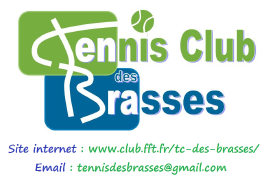 Tennis Club
des
Brasses
Site internet : www.club.fft.fr/tc-des-brasses/
Email : tennisdesbrasses@gmail.com